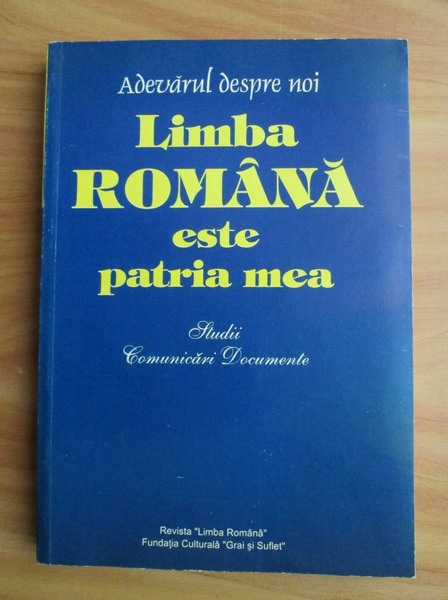 Adevărul despre noi
Limba
ROMÂNĂ
este
patria mea
Studii
Comunicări Documente
Revista "Limba Română"
Fundația Culturală "Grai și Suflet"